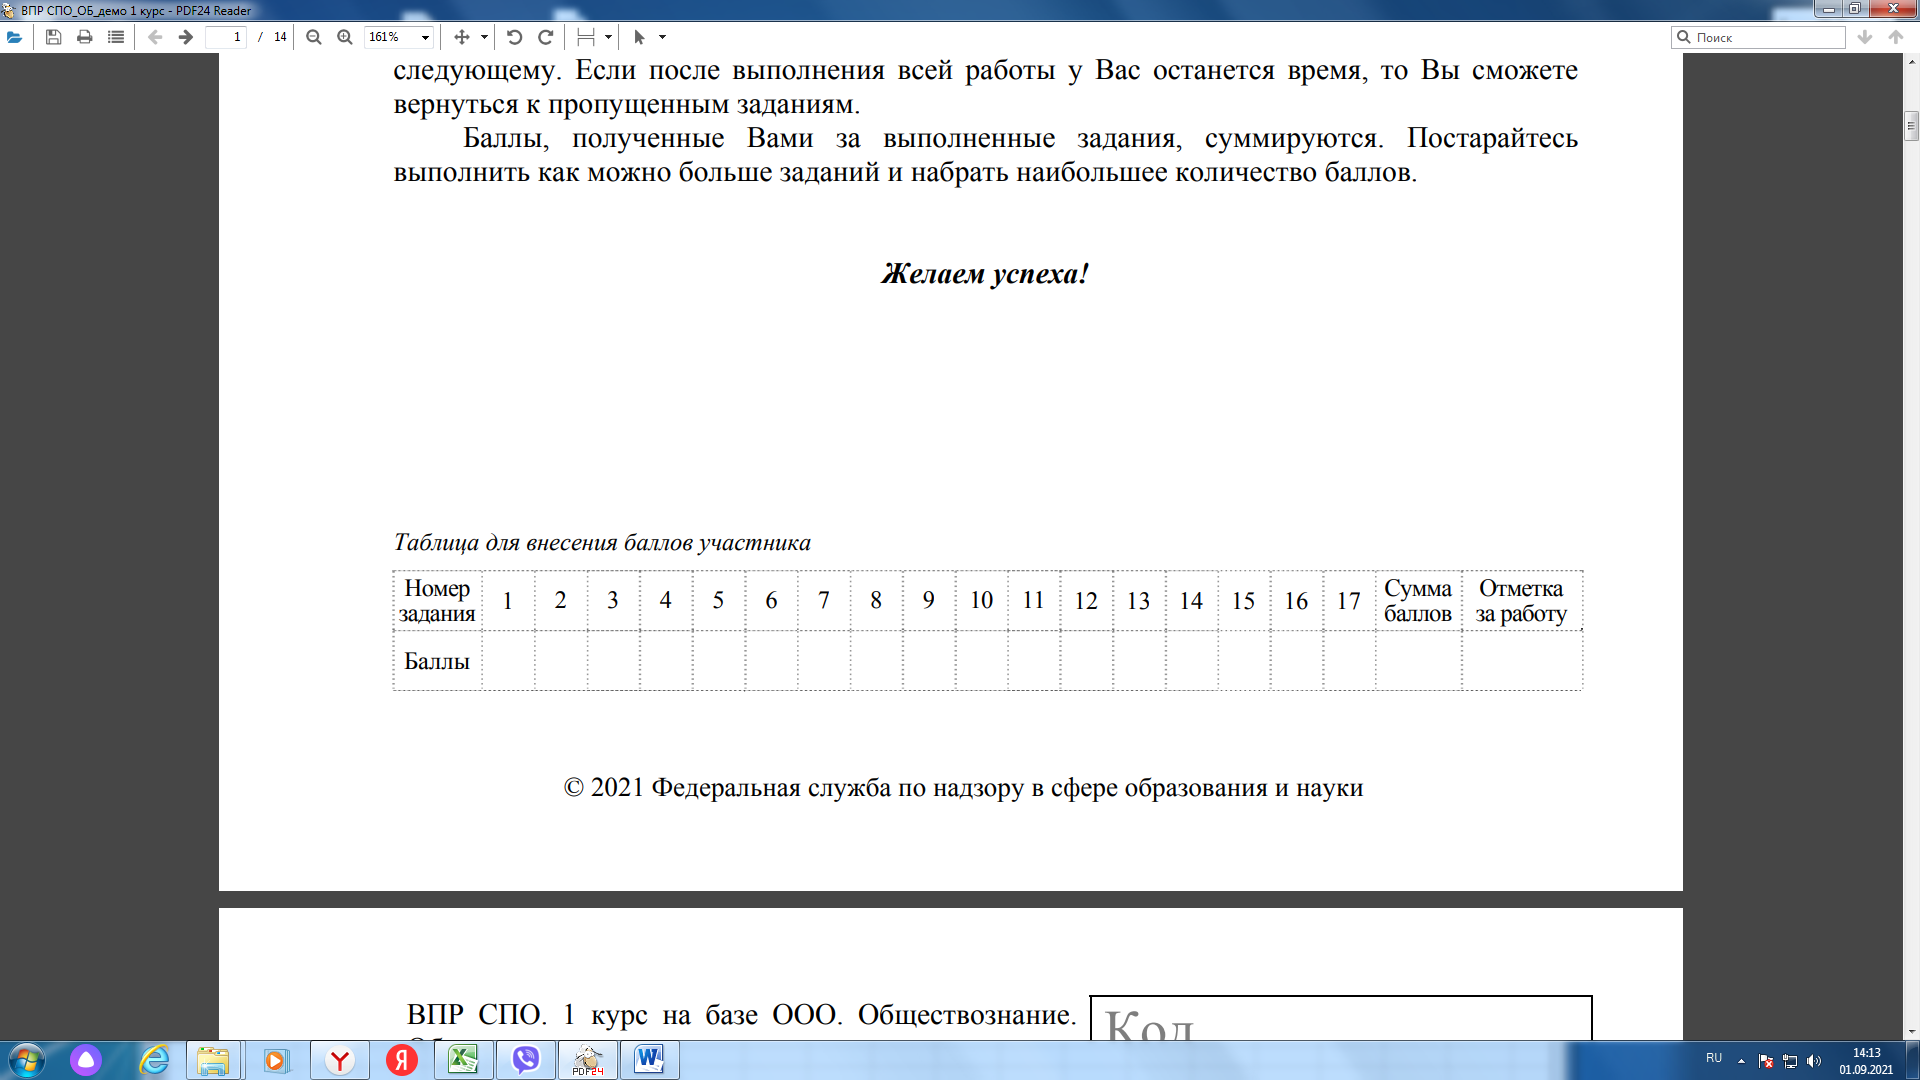 ВПР СПО_ОБ_демо 1 курс - PDF24 Reader
1 / 14 161% Поиск
следующему. Если после выполнения всей работы у Вас останется время, то Вы сможете
вернуться к пропущенным заданиям.
Баллы, полученные Вами за выполненные задания, суммируются. Постарайтесь
выполнить как можно больше заданий и набрать наибольшее количество баллов.
Желаем успеха!
Таблица для внесения баллов участника
Номер задания 1 2 3 4 5 6 7 8 9 10 11 12 13 14 15 16 17 Сумма баллов Отметка за работу
Баллы
© 2021 Федеральная служба по надзору в сфере образования и науки
ВПР СПО. 1 курс на базе ООО. Обществознание.
Код
PDF24
RU
14:13
01.09.2021